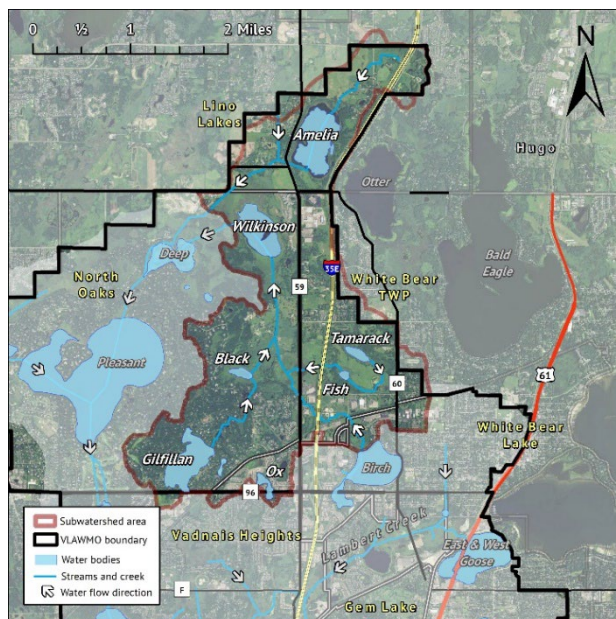 0 ½ 1 2 Miles
N
Lino
Lakes
Amelia
Hugo
Otter
Wilkinson
Deep
Bald
Eagle
North
Oaks
59
35E
White Bear
TWP
Tamarack
Pleasant
Black
60
61
Fish
White Bear
Lake
Gilfillan
Ox
Birch
96
Vadnais Heights
Lambert Creek
East & West
Goose
F
Gem Lake
Subwatershed area
VLAWMO boundary
Water bodies
Streams and creek
Water flow direction